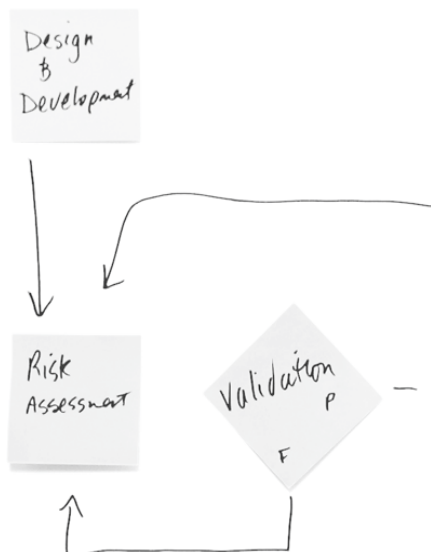 Design
&
Development
Risk
Assessment
Validation
P
F